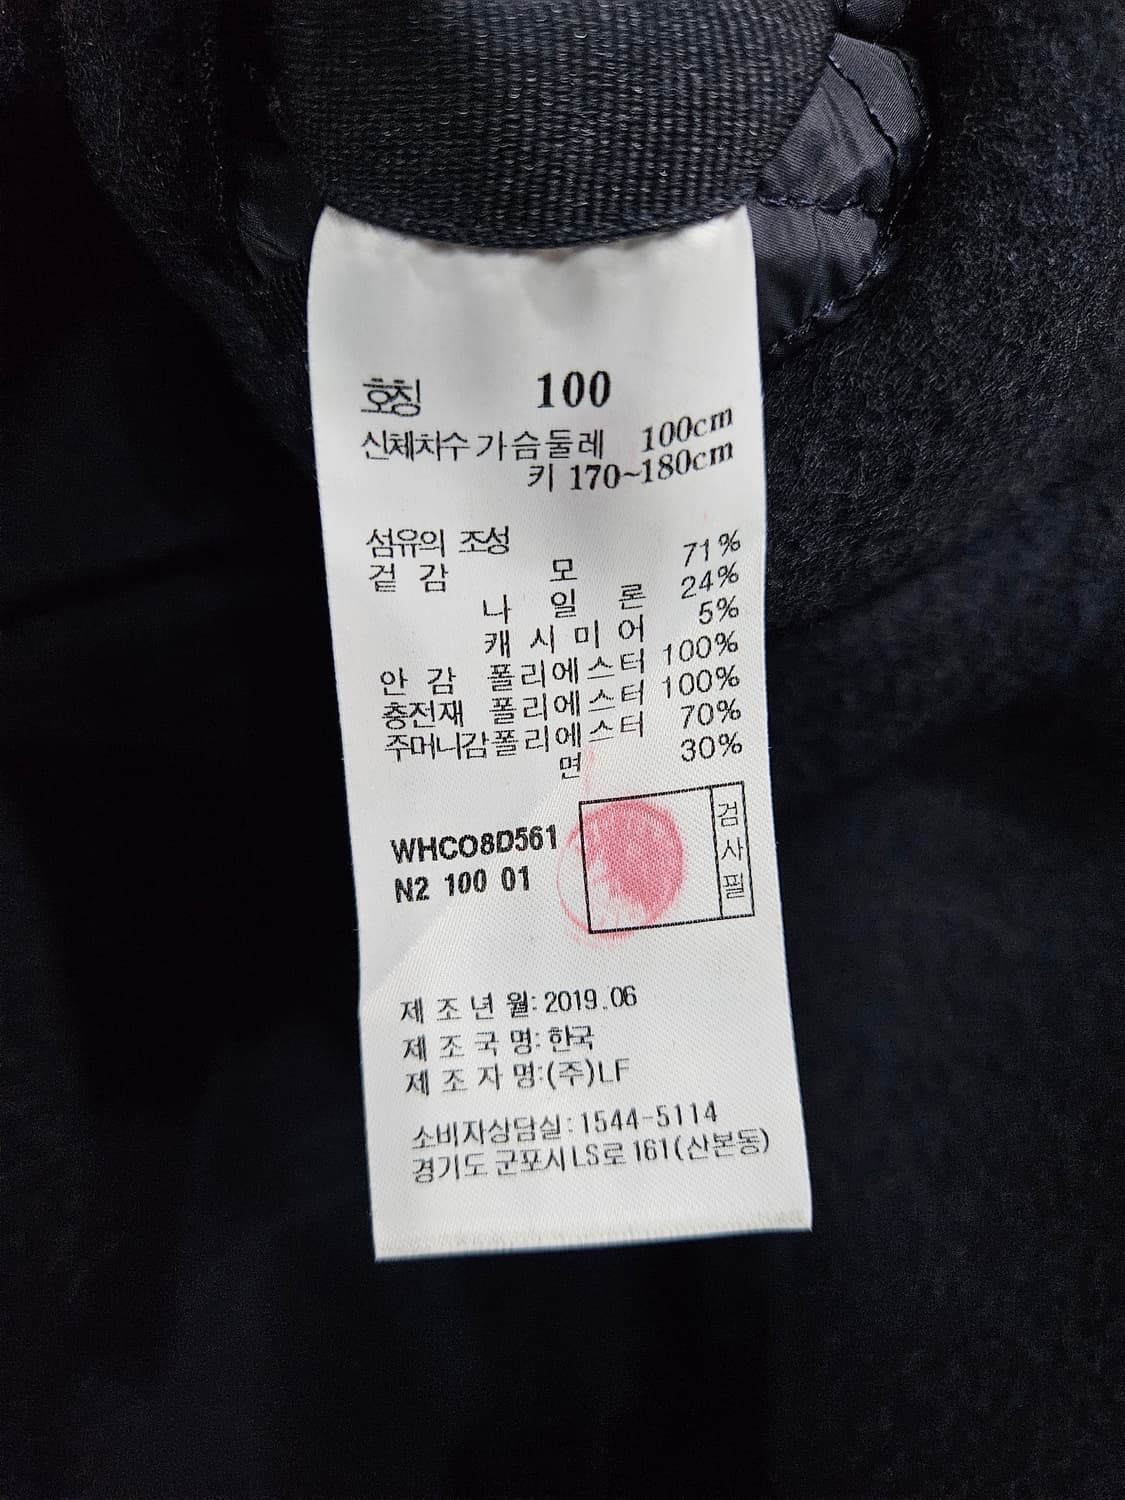 호칭 100
신체치수 가슴둘레 100cm
키 170~180cm
섬유의 조성
겉 감 모 71%
나 일 론 24%
캐 시 미 어 5%
안 감 폴리에스터 100%
충전재 폴리에스터 100%
주머니감폴리에스터 70%
면 30%
WHCO8D561
N2 100 01
검사필
제 조 년 월: 2019.06
제 조 국 명: 한국
제 조 자 명:(주)LF
소비자상담실:1544-5114
경기도 군포시LS로 161(산본동)